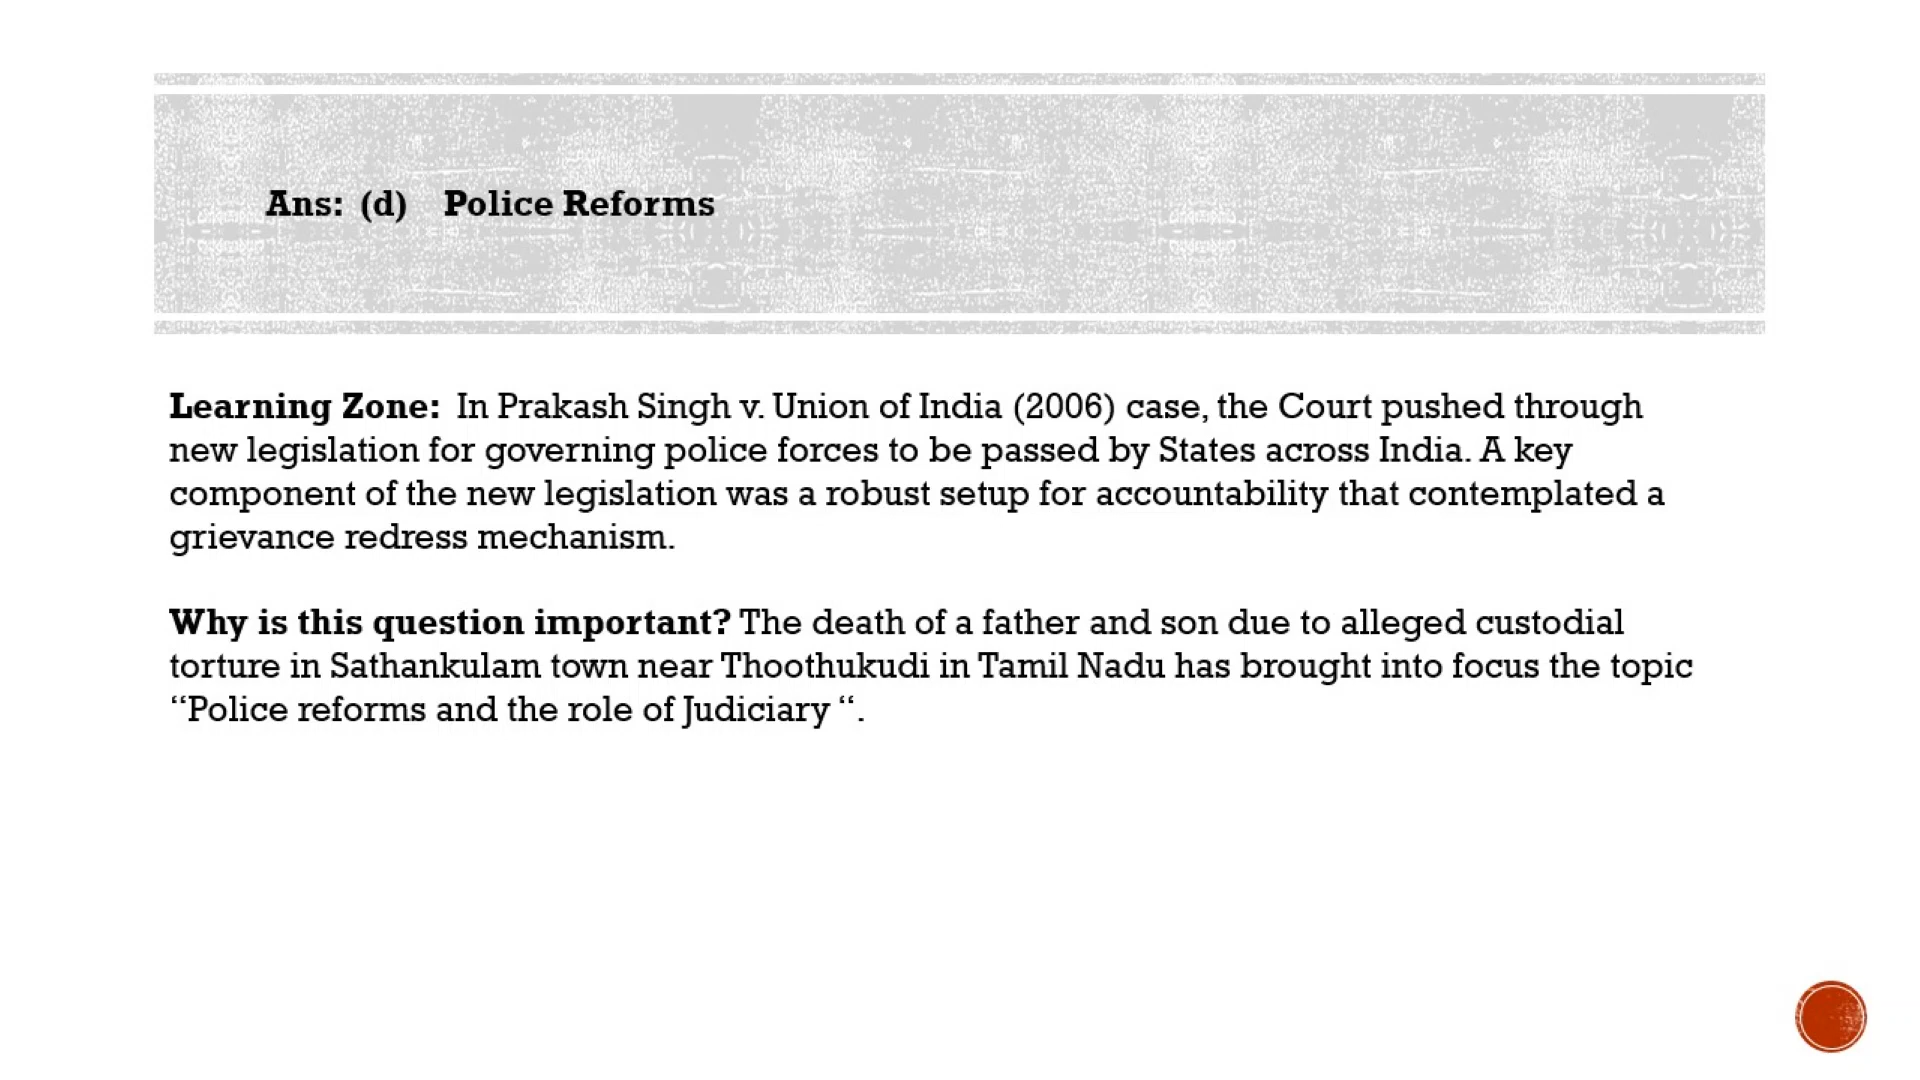 Ans: (d) Police Reforms
Learning Zone: In Prakash Singh v. Union of India (2006) case, the Court pushed through
new legislation for governing police forces to be passed by States across India. A key
component of the new legislation was a robust setup for accountability that contemplated a
grievance redress mechanism.
Why is this question important? The death of a father and son due to alleged custodial
torture in Sathankulam town near Thoothukudi in Tamil Nadu has brought into focus the topic
“Police reforms and the role of Judiciary “.